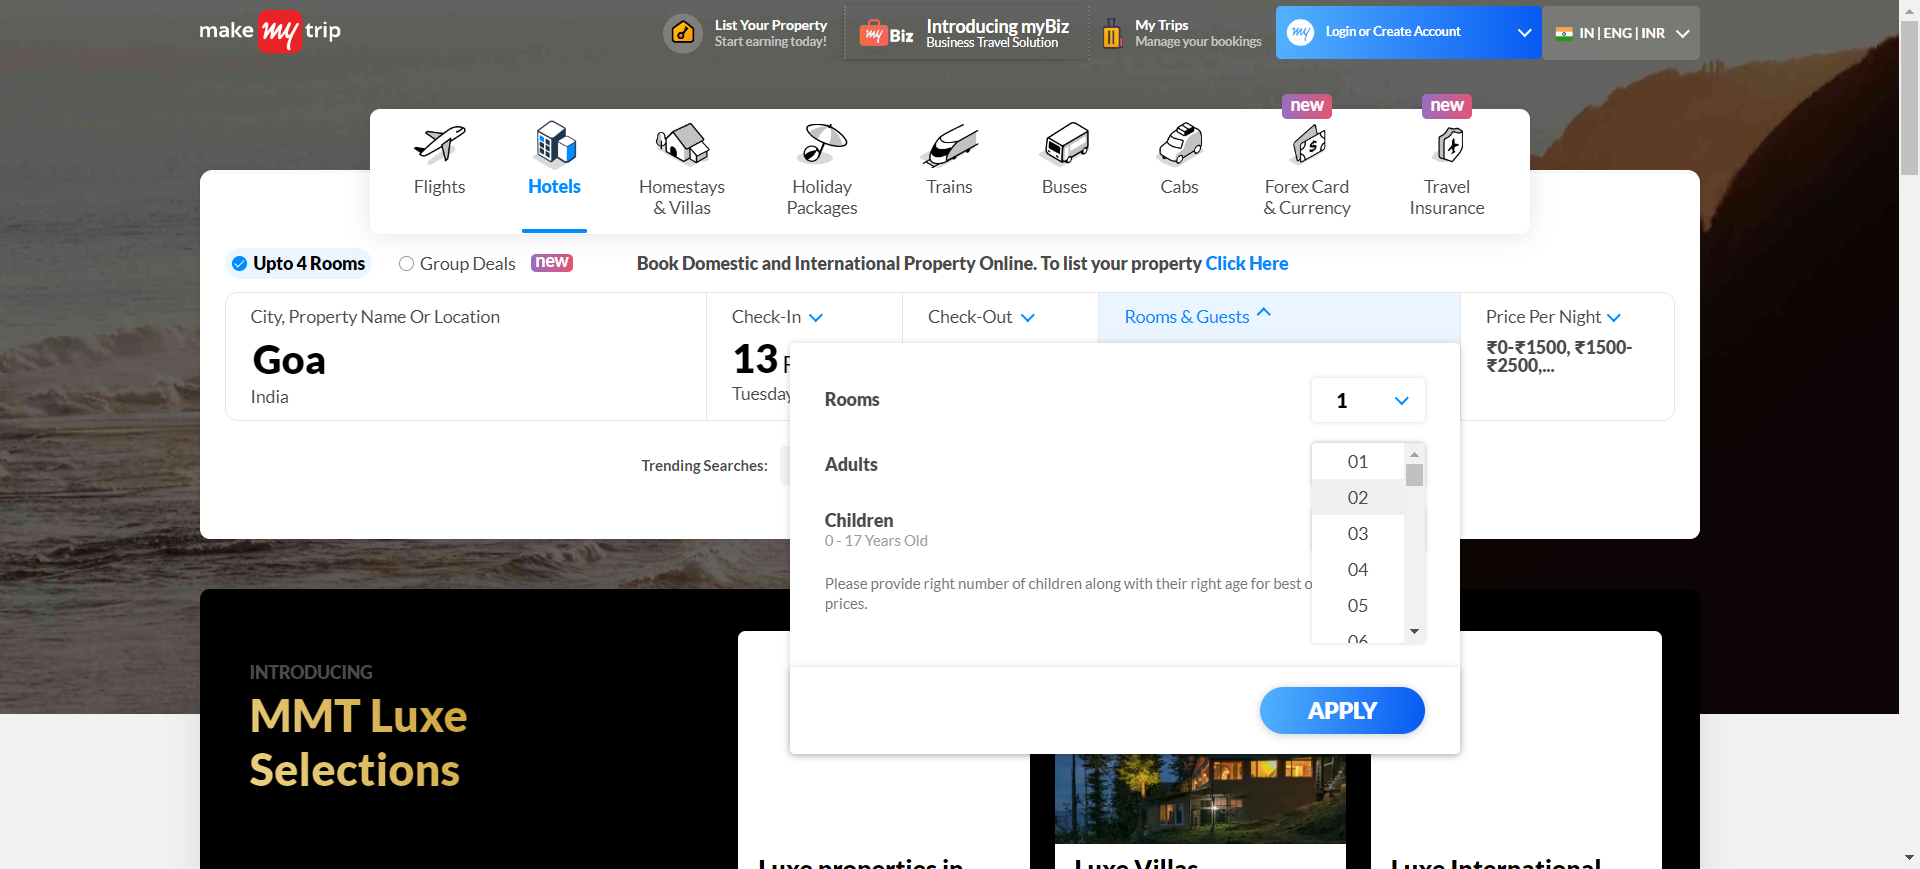 make my trip
List Your Property
Start earning today!
my Biz
Introducing myBiz
Business Travel Solution
My Trips
Manage your bookings
my
Login or Create Account
IN | ENG | INR
new
new
Flights
Hotels
Homestays
& Villas
Holiday
Packages
Trains
Buses
Cabs
Forex Card
& Currency
Travel
Insurance
Upto 4 Rooms
Group Deals
new
Book Domestic and International Property Online. To list your property Click Here
City, Property Name Or Location
Goa
India
Check-In
13
Tuesday
Check-Out
Rooms & Guests
Price Per Night
₹0-₹1500, ₹1500-
₹2500,...
Trending Searches:
Rooms
1
Adults
01
02
03
04
05
06
Children
0 - 17 Years Old
Please provide right number of children along with their right age for best
prices.
APPLY
INTRODUCING
MMT Luxe
Selections
Luxe properties in
Luxe Villas
Luxe International